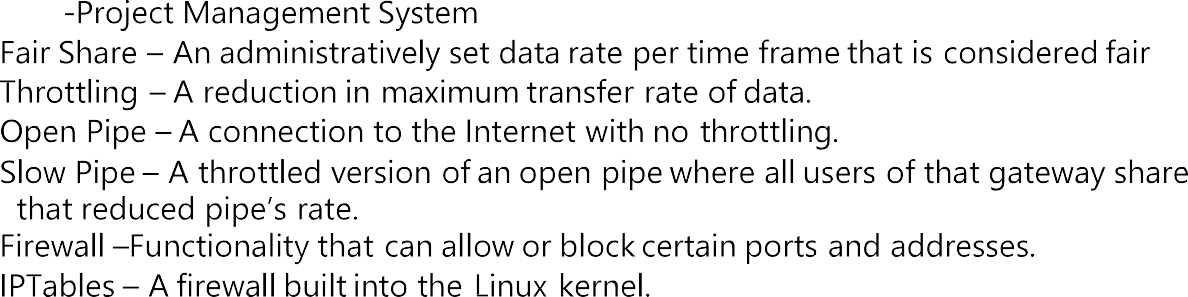 -Project Management System
Fair Share – An administratively set data rate per time frame that is considered fair
Throttling – A reduction in maximum transfer rate of data.
Open Pipe – A connection to the Internet with no throttling.
Slow Pipe – A throttled version of an open pipe where all users of that gateway share
that reduced pipe’s rate.
Firewall –Functionality that can allow or block certain ports and addresses.
IPTables – A firewall built into the Linux kernel.